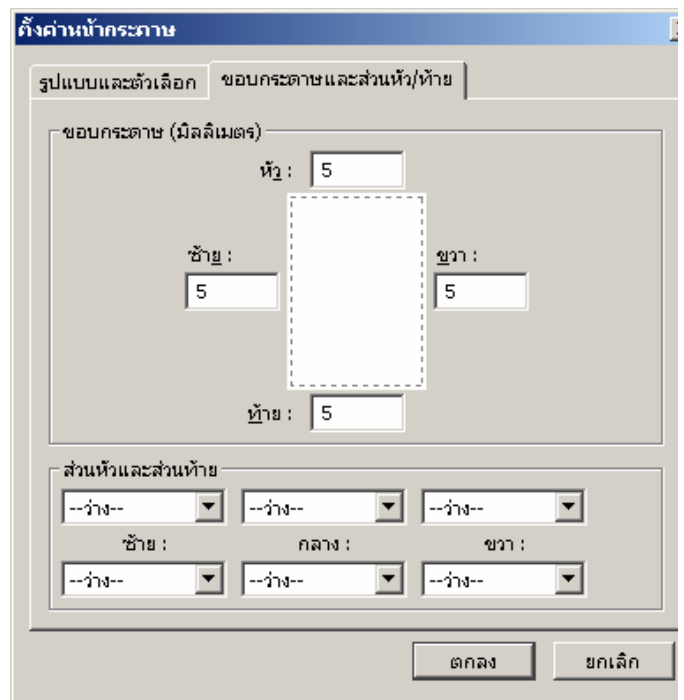 ตั้งค่าหน้ากระดาษ
รูปแบบและตัวเลือก ขอบกระดาษและส่วนหัว/ท้าย
ขอบกระดาษ (มิลลิเมตร)
หัว : 5
ซ้าย : ขวา :
5 5
ท้าย : 5
ส่วนหัวและส่วนท้าย
--ว่าง-- --ว่าง-- --ว่าง--
ซ้าย : กลาง : ขวา :
--ว่าง-- --ว่าง-- --ว่าง--
ตกลง ยกเลิก